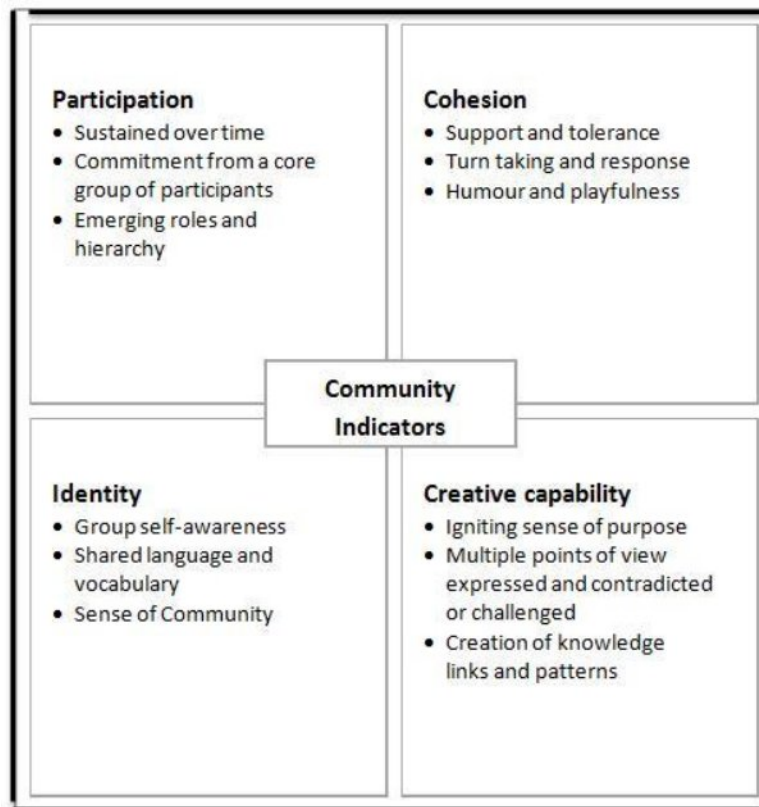 Participation
• Sustained over time
• Commitment from a core
group of participants
• Emerging roles and
hierarchy
Cohesion
• Support and tolerance
• Turn taking and response
• Humour and playfulness
Community
Indicators
Identity
• Group self-awareness
• Shared language and
vocabulary
• Sense of Community
Creative capability
• Igniting sense of purpose
• Multiple points of view
expressed and contradicted
or challenged
• Creation of knowledge
links and patterns